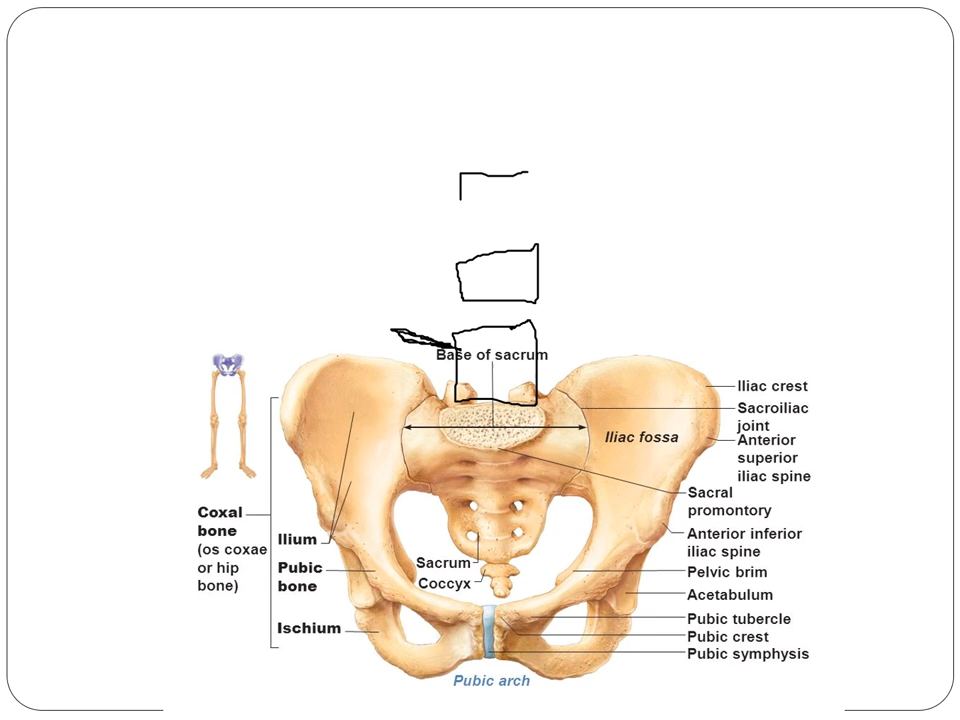 Base of sacrum
Iliac crest
Sacroiliac
joint
Iliac fossa
Anterior
superior
iliac spine
Sacral
promontory
Coxal
bone
(os coxae
or hip
bone)
Ilium
Anterior inferior
iliac spine
Sacrum
Pubic
bone
Pelvic brim
Coccyx
Acetabulum
Pubic tubercle
Ischium
Pubic crest
Pubic symphysis
Pubic arch